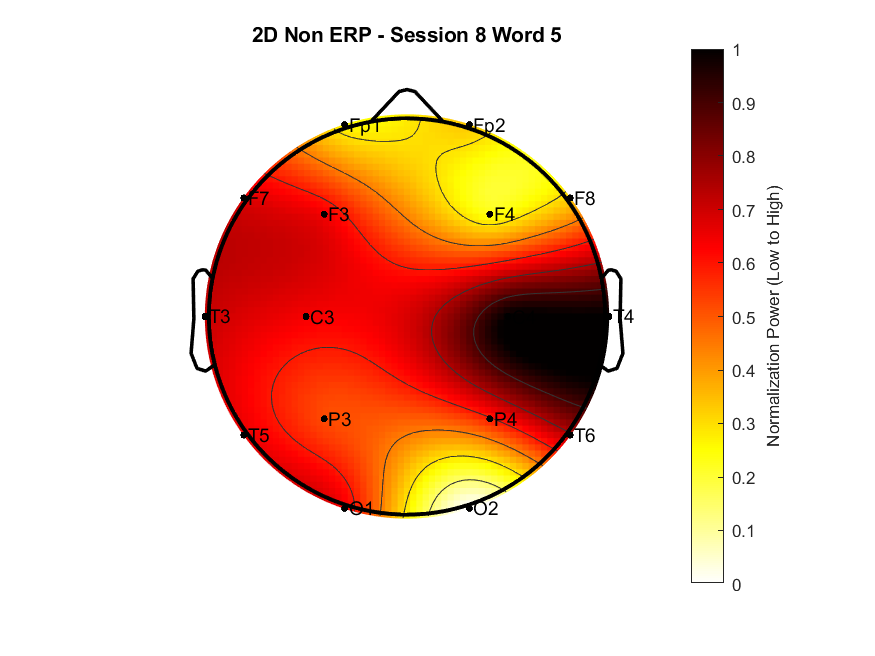 2D Non ERP - Session 8 Word 5
Fp1 Fp2
F7 F3 F4 F8
T3 C3 T4
P3 P4
T5 T6
O1 O2
1
0.9
0.8
0.7
0.6
0.5
0.4
0.3
0.2
0.1
0
Normalization Power (Low to High)